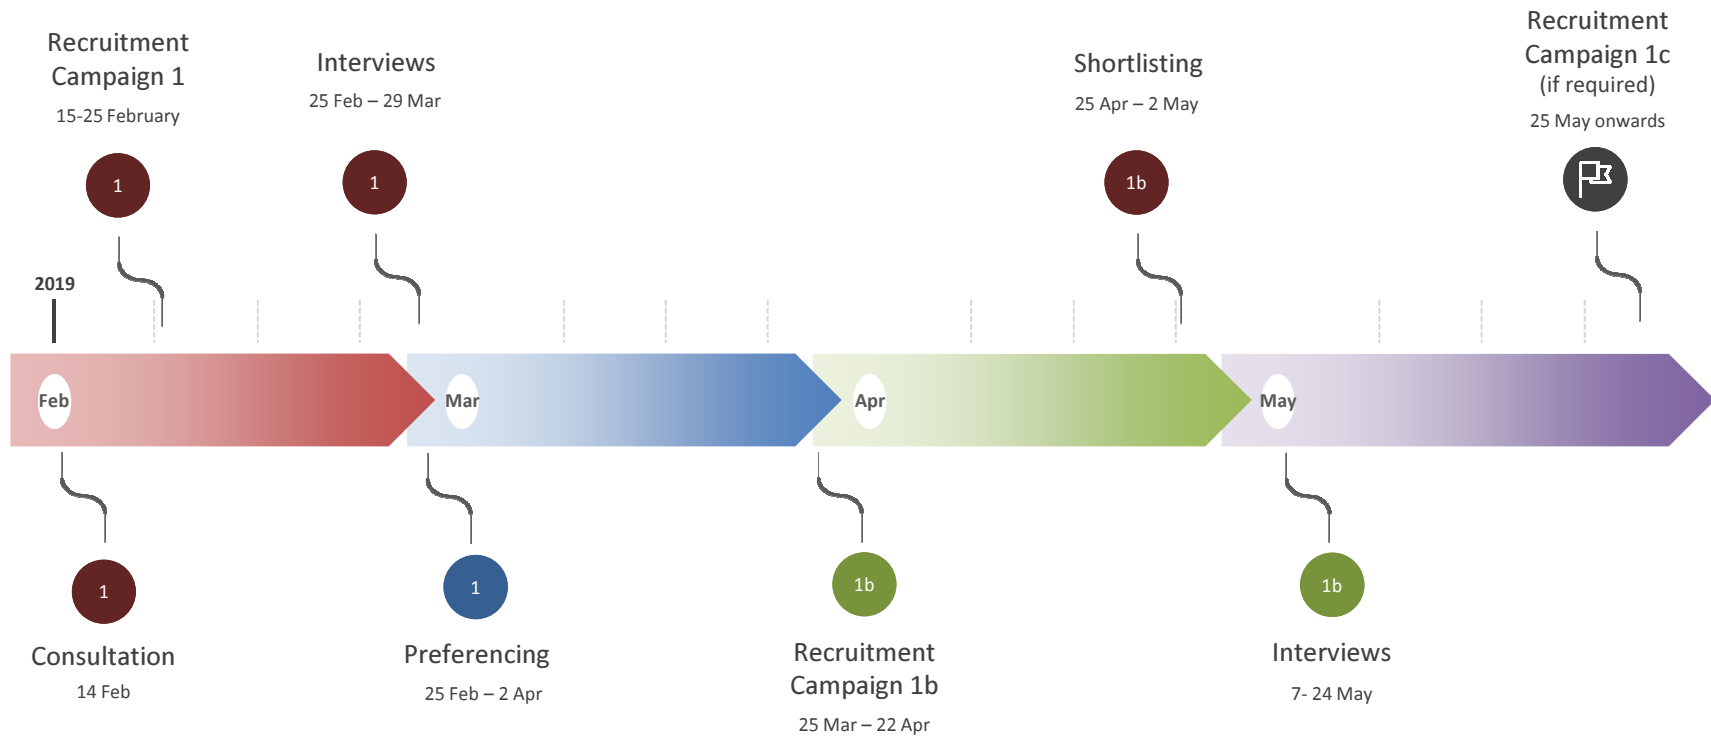 Recruitment
Campaign 1
15-25 February
1
Interviews
25 Feb – 29 Mar
1
Shortlisting
25 Apr – 2 May
1b
Recruitment
Campaign 1c
(if required)
25 May onwards
2019
Feb
Mar
Apr
May
1
Consultation
14 Feb
1
Preferencing
25 Feb – 2 Apr
1b
Recruitment
Campaign 1b
25 Mar – 22 Apr
1b
Interviews
7- 24 May